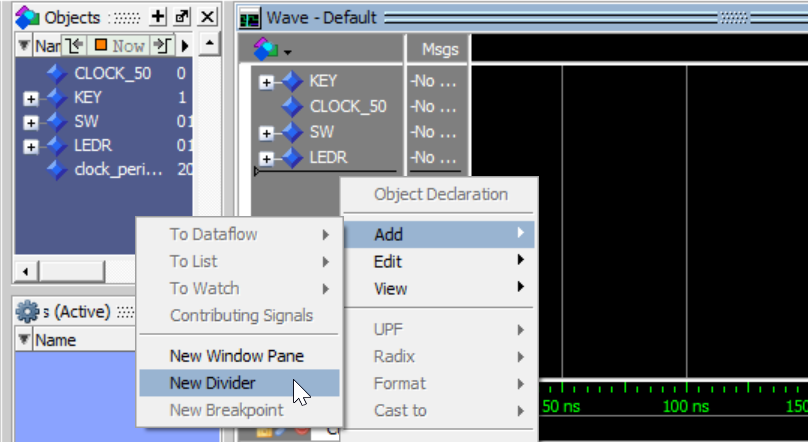 Objects
Wave - Default
Now
Msgs
CLOCK_50 0
KEY 1
SW 01
LEDR 01
clock_peri... 20
KEY -No ...
CLOCK_50 -No ...
SW -No ...
LEDR -No ...
Object Declaration
Add
Edit
View
UPF
Radix
Format
Cast to
To Dataflow
To List
To Watch
Contributing Signals
New Window Pane
New Divider
New Breakpoint
s (Active)
Name
50 ns
100 ns